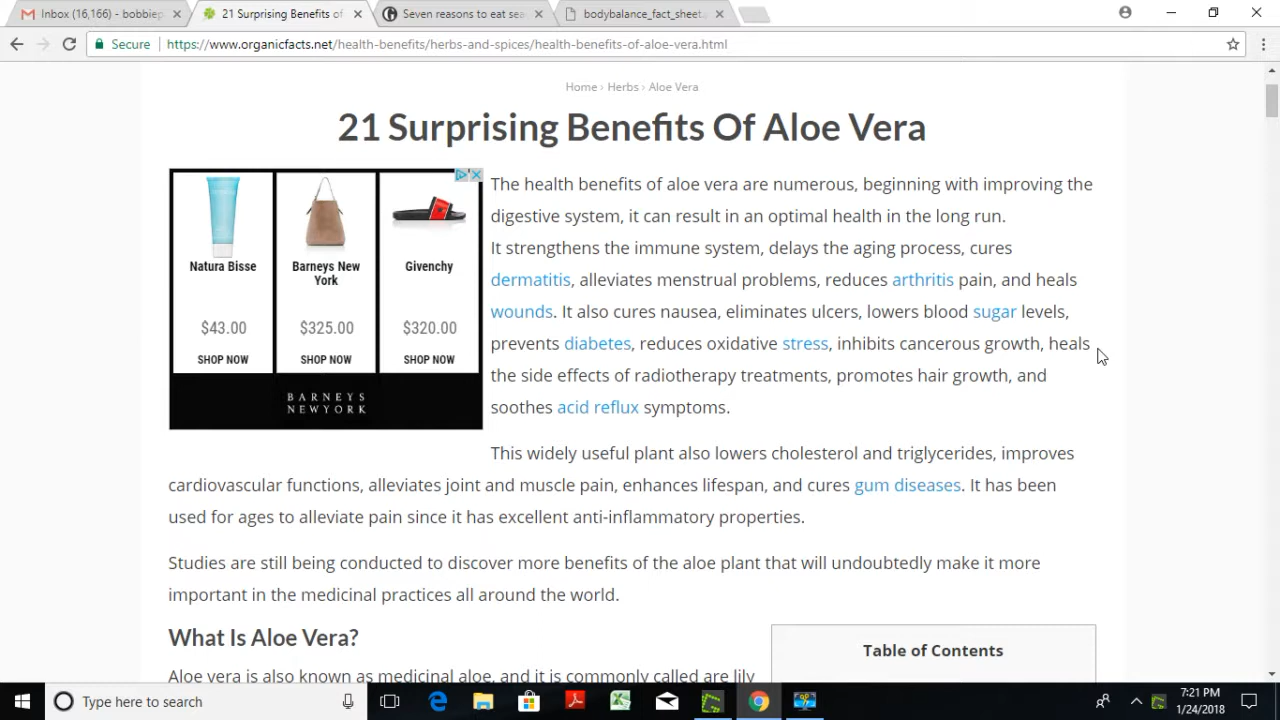 Inbox (16,166) - bobbiep
21 Surprising Benefits of
Seven reasons to eat sea
bodybalance_fact_sheet.
Secure
https://www.organicfacts.net/health-benefits/herbs-and-spices/health-benefits-of-aloe-vera.html
Home › Herbs › Aloe Vera
21 Surprising Benefits Of Aloe Vera
Natura Bisse
$43.00
SHOP NOW
Barneys New
York
$325.00
SHOP NOW
Givenchy
$320.00
SHOP NOW
BARNEYS
NEWYORK
The health benefits of aloe vera are numerous, beginning with improving the
digestive system, it can result in an optimal health in the long run.
It strengthens the immune system, delays the aging process, cures
dermatitis, alleviates menstrual problems, reduces arthritis pain, and heals
wounds. It also cures nausea, eliminates ulcers, lowers blood sugar levels,
prevents diabetes, reduces oxidative stress, inhibits cancerous growth, heals
the side effects of radiotherapy treatments, promotes hair growth, and
soothes acid reflux symptoms.
This widely useful plant also lowers cholesterol and triglycerides, improves
cardiovascular functions, alleviates joint and muscle pain, enhances lifespan, and cures gum diseases. It has been
used for ages to alleviate pain since it has excellent anti-inflammatory properties.
Studies are still being conducted to discover more benefits of the aloe plant that will undoubtedly make it more
important in the medicinal practices all around the world.
What Is Aloe Vera?
Table of Contents
Aloe vera is also known as medicinal aloe, and it is commonly called are lily
Type here to search
7:21 PM
1/24/2018